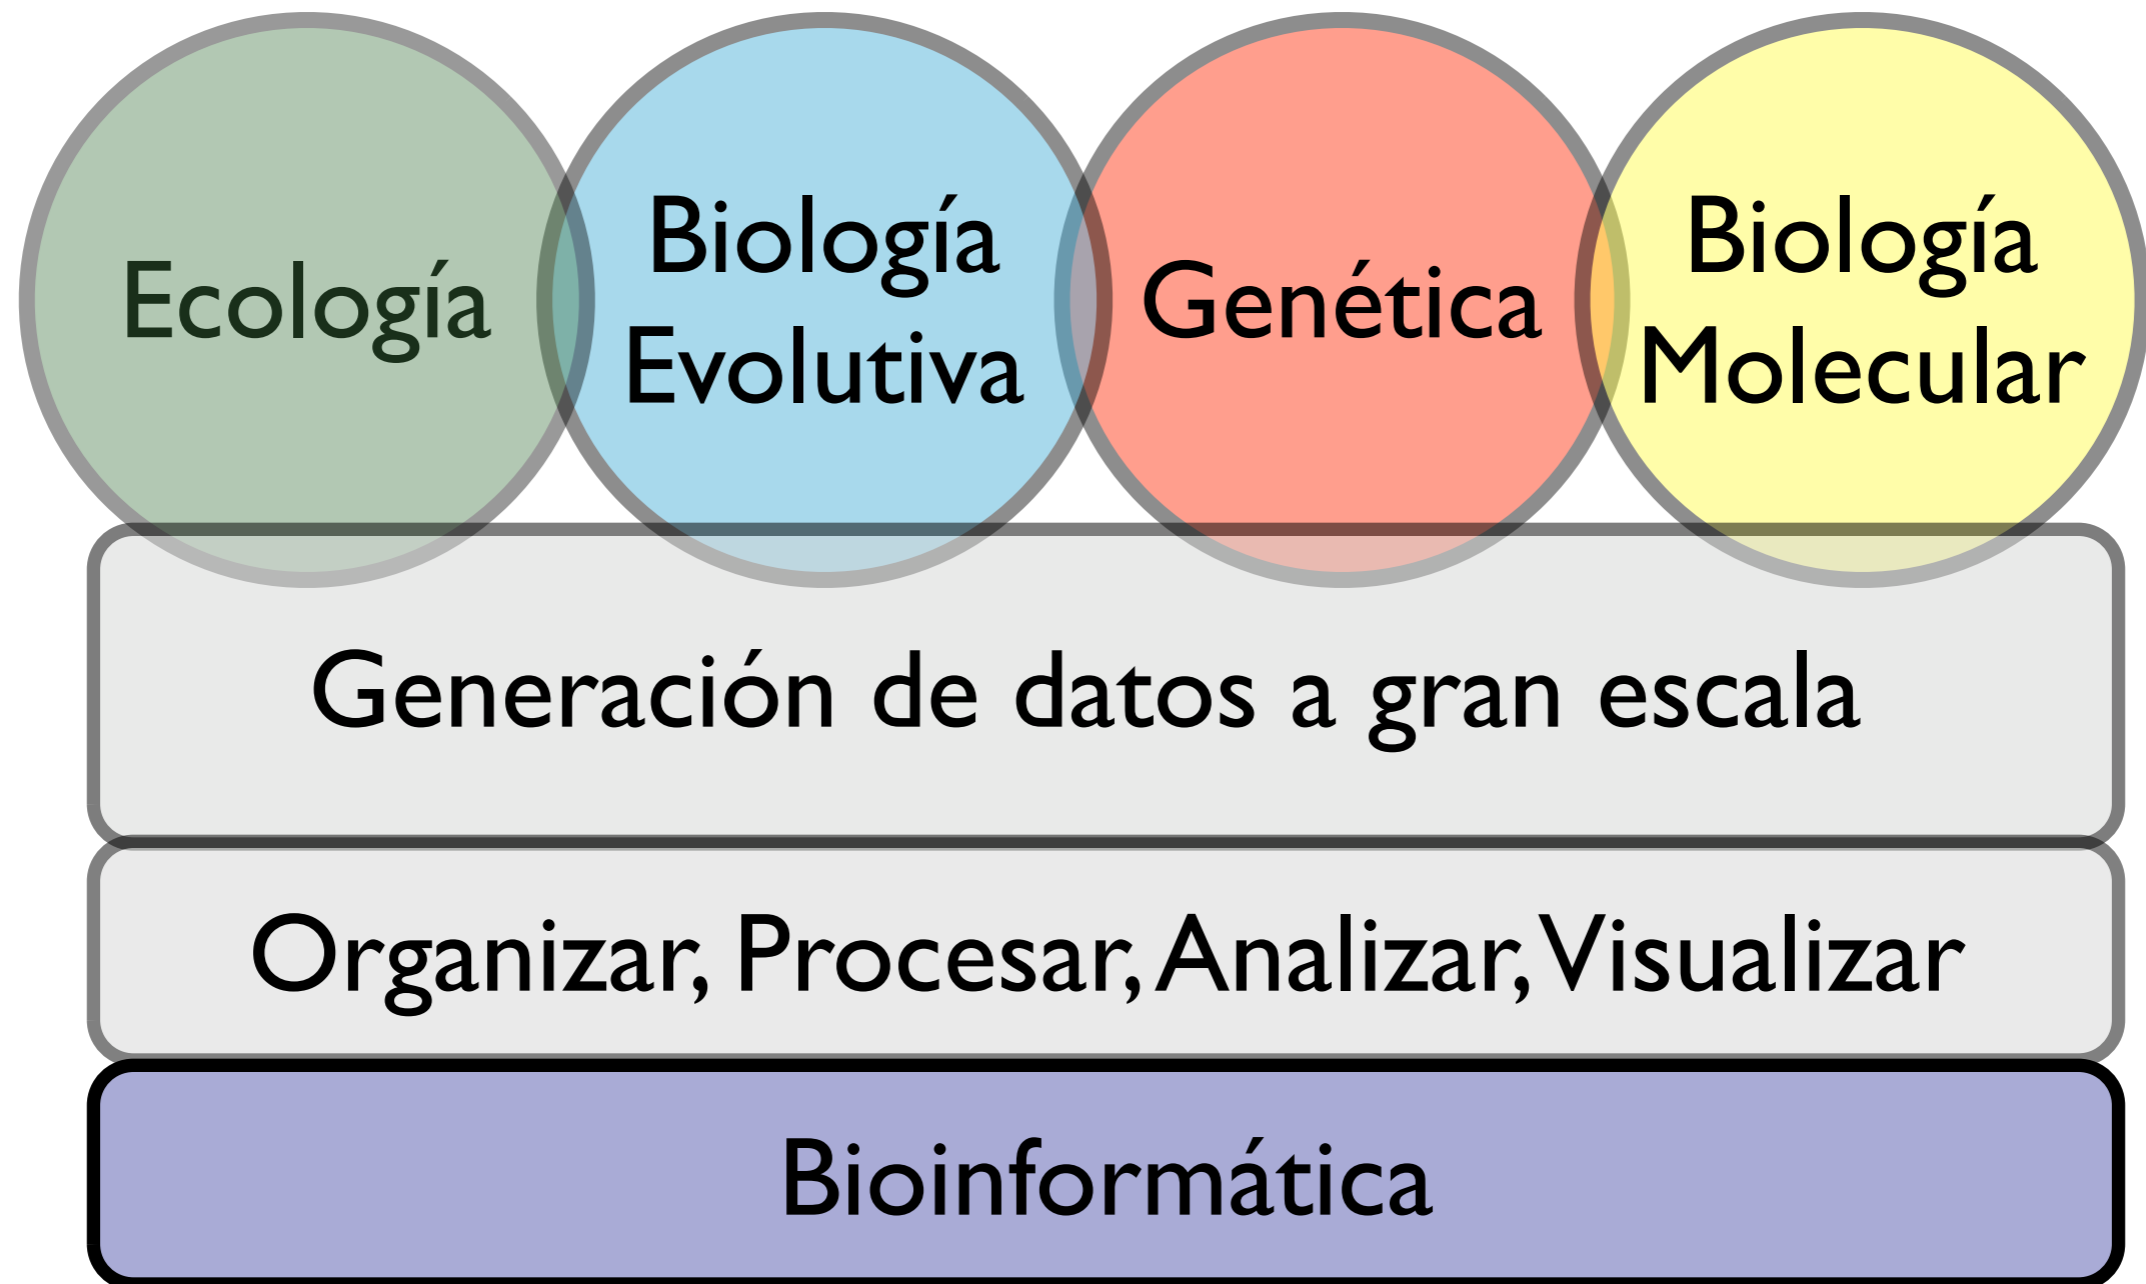 Ecología
Biología
Evolutiva
Genética
Biología
Molecular
Generación de datos a gran escala
Organizar, Procesar, Analizar, Visualizar
Bioinformática